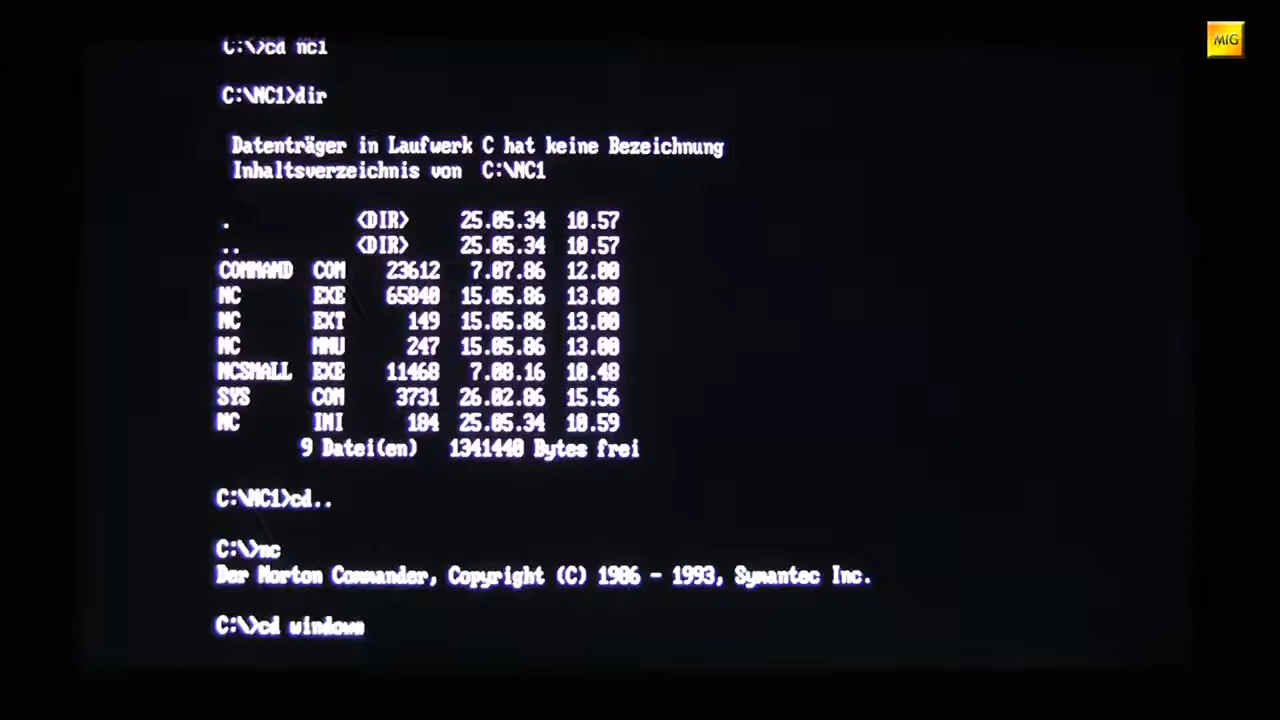 C:\>cd nc1
MIG
C:\NC1>dir
Datenträger in Laufwerk C hat keine Bezeichnung
Inhaltsverzeichnis von C:\NC1
. <DIR> 25.05.34 10.57
.. <DIR> 25.05.34 10.57
COMMAND COM 23612 7.07.86 12.00
NC EXE 65840 15.05.86 13.00
NC EXT 149 15.05.86 13.00
NC MNU 247 15.05.86 13.00
NCSMALL EXE 11468 7.08.16 10.48
SYS COM 3731 26.02.86 15.56
NC INI 184 25.05.34 10.59
9 Datei(en) 1341440 Bytes frei
C:\NC1>cd..
C:\>nc
Der Norton Commander, Copyright (C) 1986 - 1993, Symantec Inc.
C:\>cd window